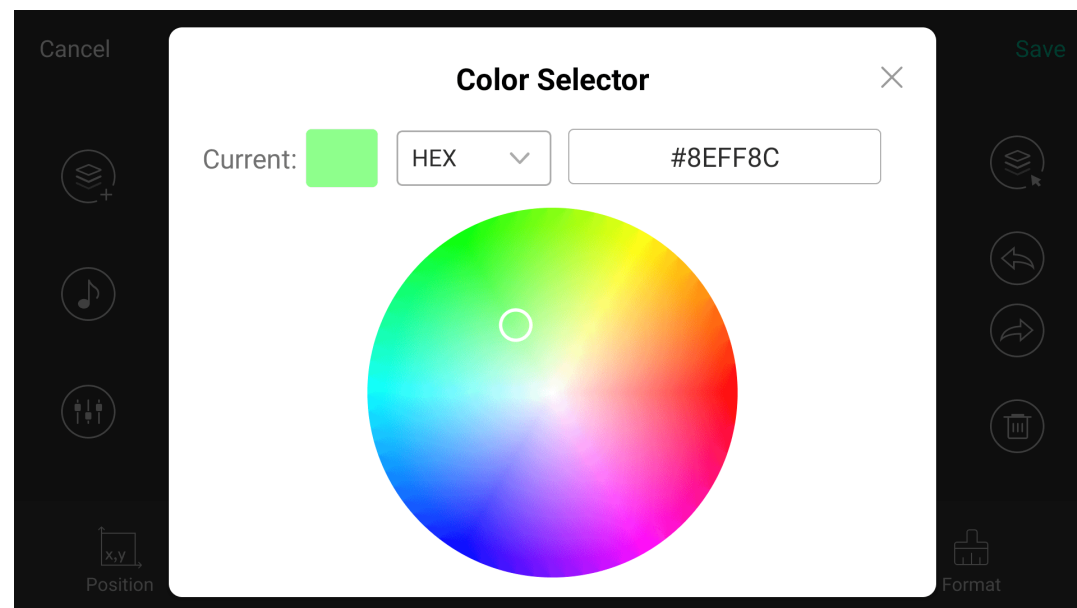 Cancel
Color Selector
Save
Current:
HEX
#8EFF8C
x,y
Position
Format